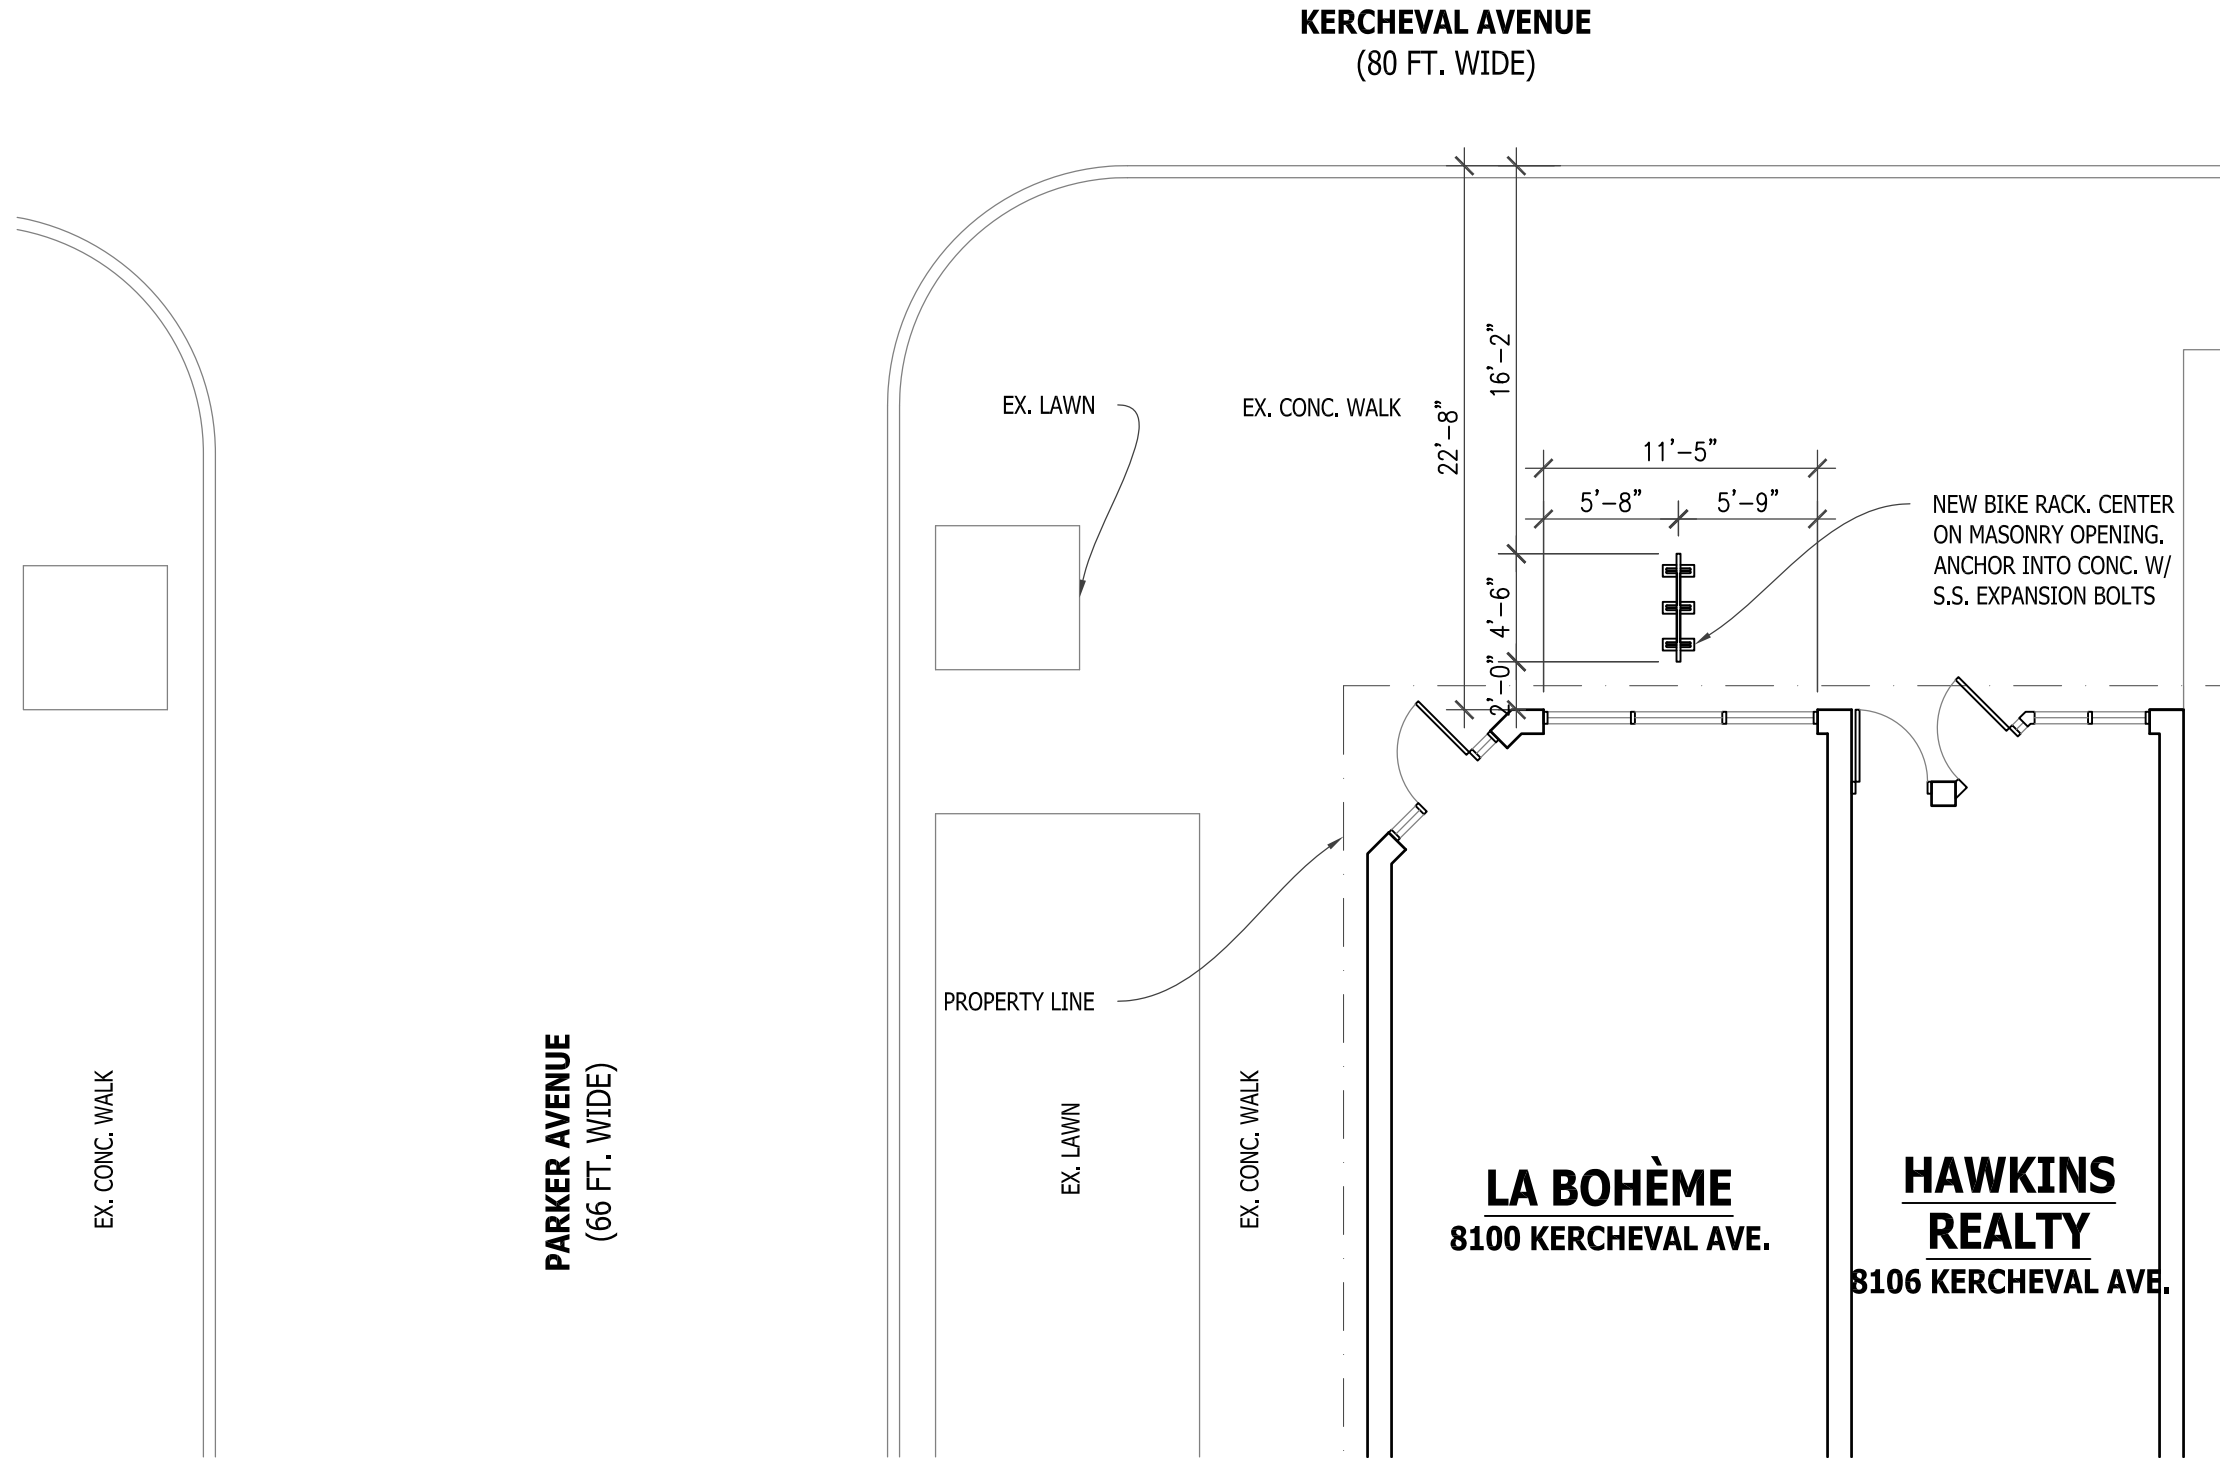 KERCHEVAL AVENUE
(80 FT. WIDE)
16'-2"
22'-8"
EX. LAWN
EX. CONC. WALK
11'-5"
5'-8"
5'-9"
NEW BIKE RACK. CENTER
ON MASONRY OPENING.
ANCHOR INTO CONC. W/
S.S. EXPANSION BOLTS
4'-6"
2'-0"
PROPERTY LINE
EX. CONC. WALK
PARKER AVENUE
(66 FT. WIDE)
EX. LAWN
EX. CONC. WALK
LA BOHÈME
8100 KERCHEVAL AVE.
HAWKINS
REALTY
8106 KERCHEVAL AVE.